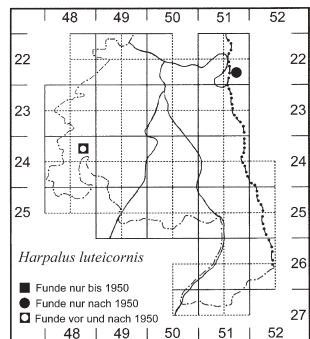 48 49 50 51 52
22
22
23
23
24
24
25
25
26
Harpalus luteicornis
Funde nur bis 1950
Funde nur nach 1950
Funde vor und nach 1950
27
48 49 50 51 52